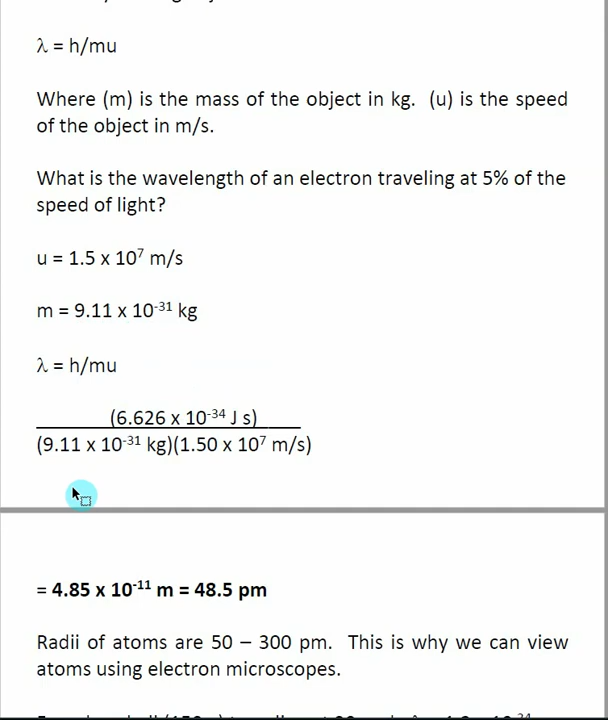 λ = h/mu
Where (m) is the mass of the object in kg. (u) is the speed
of the object in m/s.
What is the wavelength of an electron traveling at 5% of the
speed of light?
u = 1.5 x 10⁷ m/s
m = 9.11 x 10⁻³¹ kg
λ = h/mu
(6.626 x 10⁻³⁴ J s)
(9.11 x 10⁻³¹ kg)(1.50 x 10⁷ m/s)
= 4.85 x 10⁻¹¹ m = 48.5 pm
Radii of atoms are 50 – 300 pm. This is why we can view
atoms using electron microscopes.